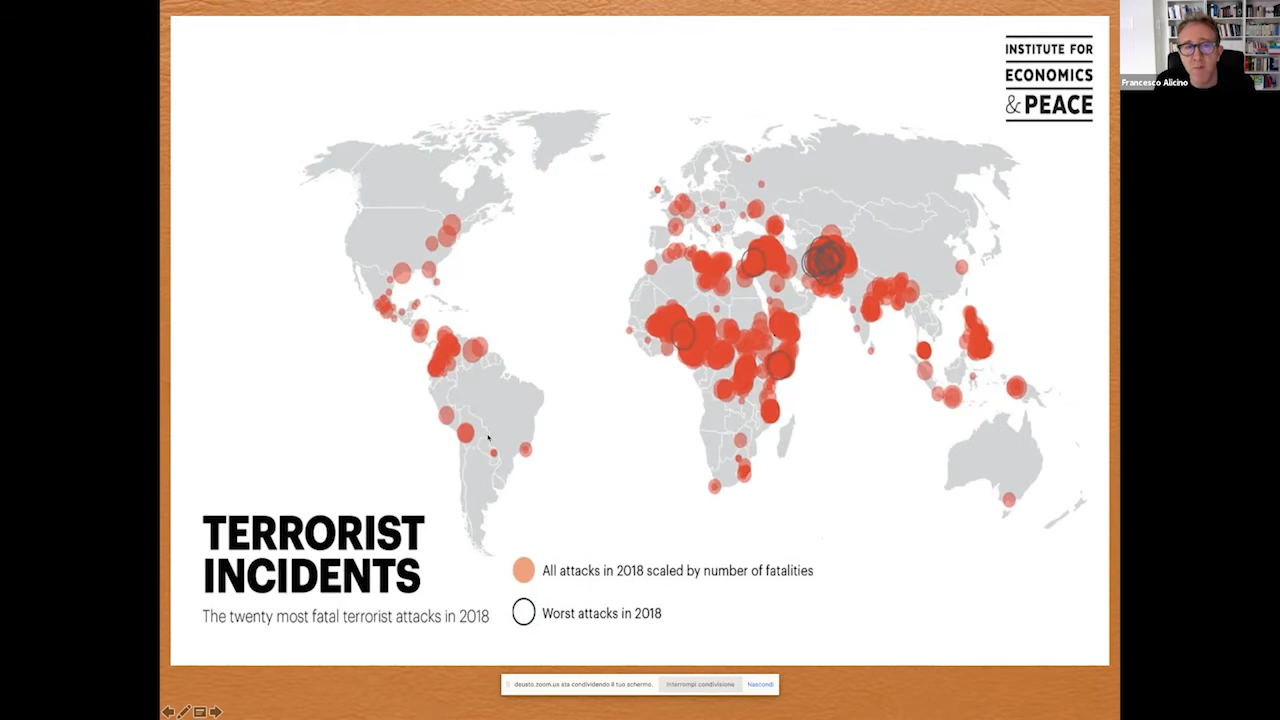 INSTITUTE FOR
ECONOMICS
& PEACE
Francesco Alicino
TERRORIST
INCIDENTS
The twenty most fatal terrorist attacks in 2018
All attacks in 2018 scaled by number of fatalities
Worst attacks in 2018
deusto.zoom.us sta condividendo il tuo schermo.
Interrompi condivisione
Nascondi